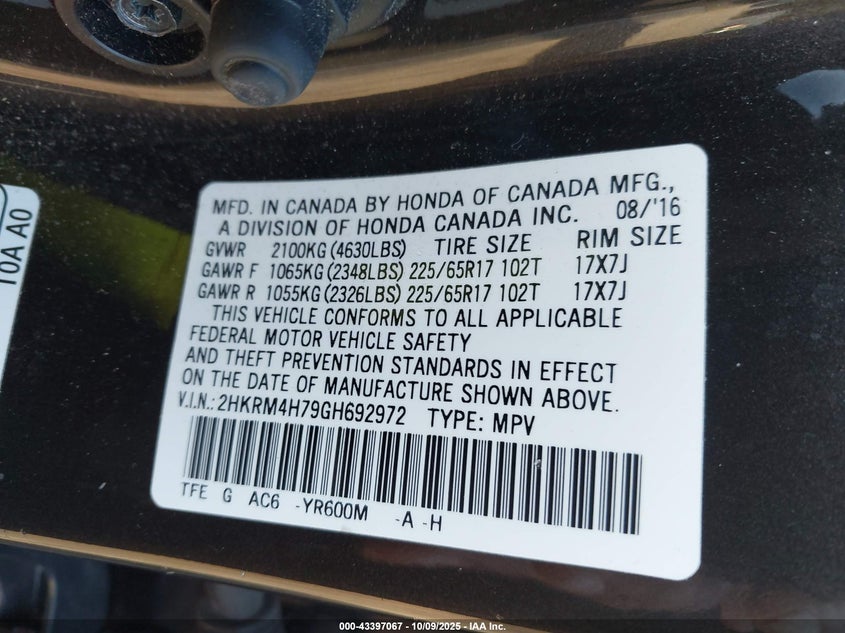 MFD. IN CANADA BY HONDA OF CANADA MFG.,
A DIVISION OF HONDA CANADA INC. 08/'16
GVWR 2100KG (4630LBS) TIRE SIZE RIM SIZE
GAWR F 1065KG (2348LBS) 225/65R17 102T 17X7J
GAWR R 1055KG (2326LBS) 225/65R17 102T 17X7J
THIS VEHICLE CONFORMS TO ALL APPLICABLE
FEDERAL MOTOR VEHICLE SAFETY
AND THEFT PREVENTION STANDARDS IN EFFECT
ON THE DATE OF MANUFACTURE SHOWN ABOVE.
V.I.N.: 2HKRM4H79GH692972 TYPE: MPV
TFE G AC6 -YR600M -A -H
10A A0
000-43397067 - 10/09/2025 - IAA Inc.